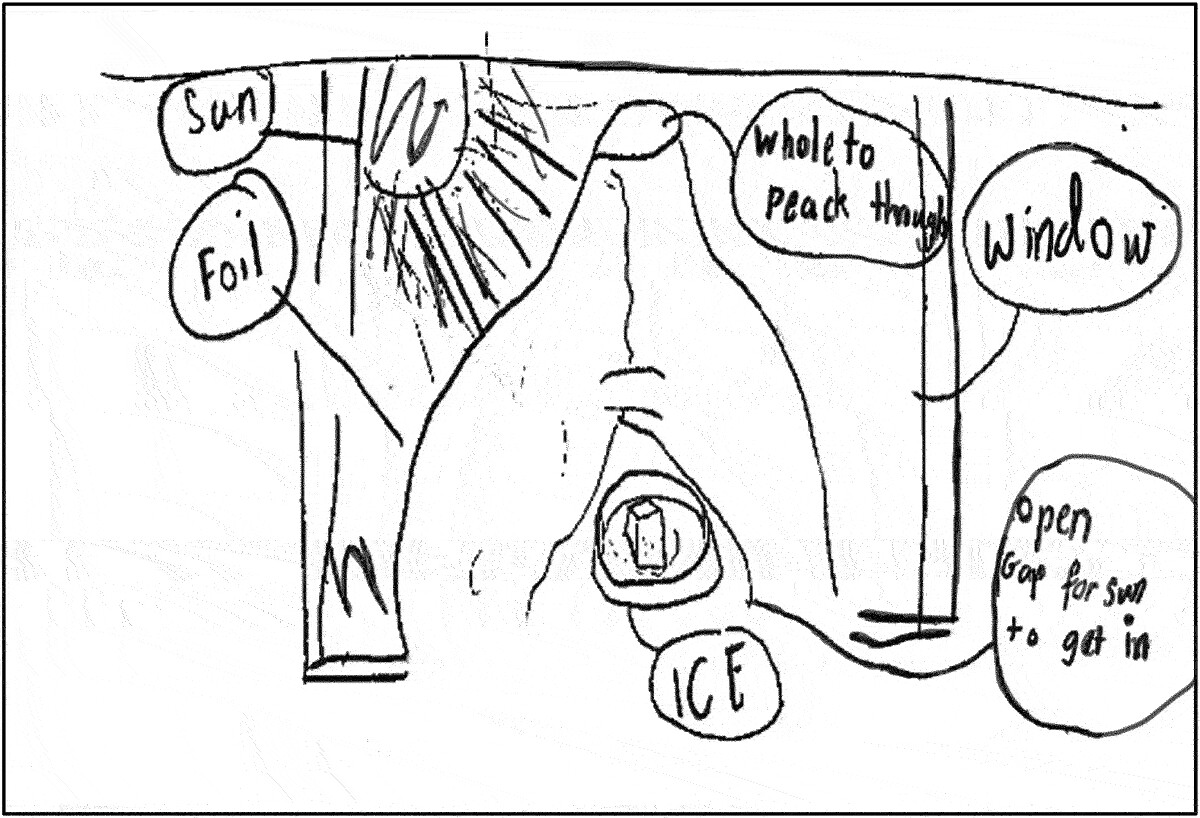 Sun
whole to
peack through
Window
Foil
open
Gap for sun
to get in
ICE